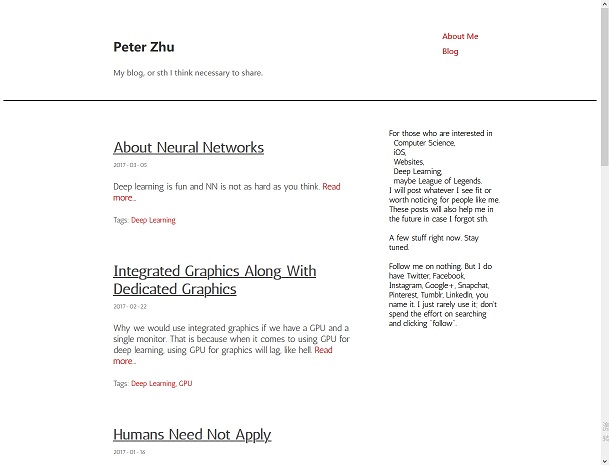 Peter Zhu
My blog, or sth I think necessary to share.
About Me
Blog
About Neural Networks
2017-03-05
Deep learning is fun and NN is not as hard as you think. Read
more...
Tags: Deep Learning
Integrated Graphics Along With
Dedicated Graphics
2017-02-22
Why we would use integrated graphics if we have a GPU and a
single monitor. That is because when it comes to using GPU for
deep learning, using GPU for graphics will lag, like hell. Read
more...
Tags: Deep Learning, GPU
Humans Need Not Apply
2017-01-16
For those who are interested in
Computer Science,
iOS,
Websites,
Deep Learning,
maybe League of Legends.
I will post whatever I see fit or
worth noticing for people like me.
These posts will also help me in
the future in case I forgot sth.
A few stuff right now. Stay
tuned.
Follow me on nothing. But I do
have Twitter, Facebook,
Instagram, Google+, Snapchat,
Pinterest, Tumblr, LinkedIn, you
name it. I just rarely use it; don't
spend the effort on searching
and clicking "follow".